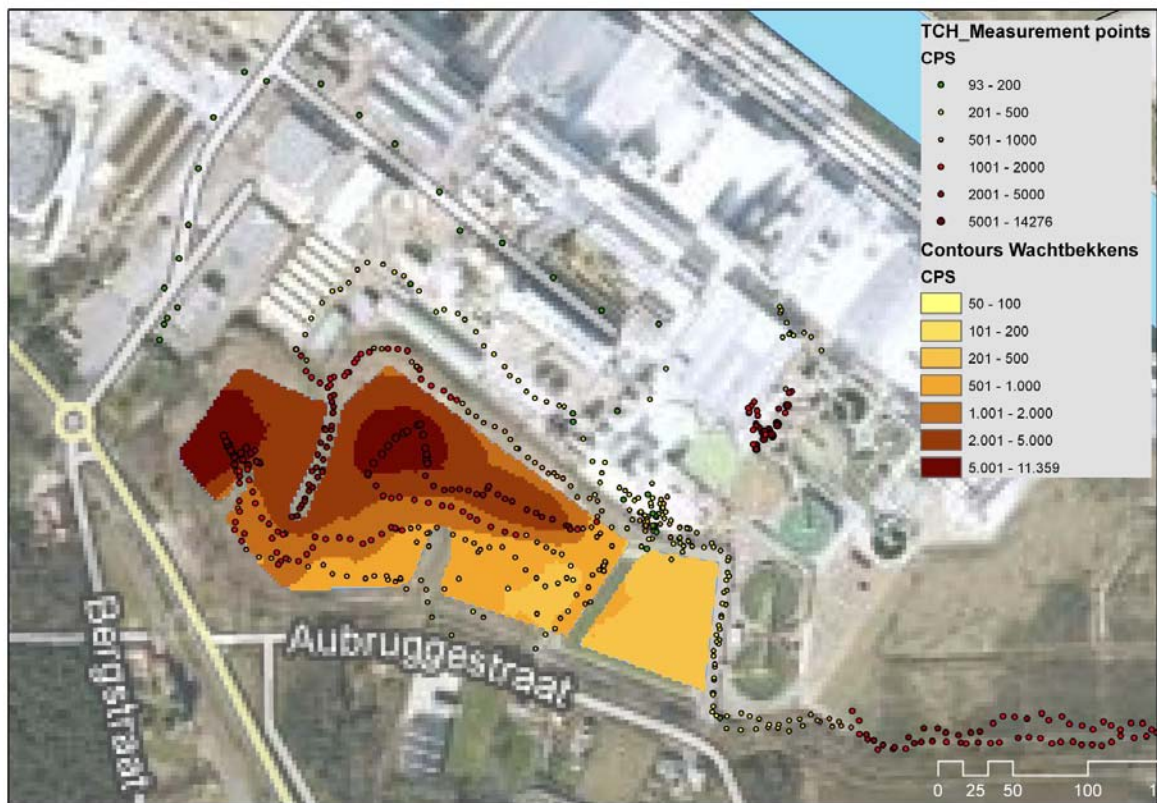 TCH_Measurement points
CPS
93 - 200
201 - 500
501 - 1000
1001 - 2000
2001 - 5000
5001 - 14276
Contours Wachtbekkens
CPS
50 - 100
101 - 200
201 - 500
501 - 1.000
1.001 - 2.000
2.001 - 5.000
5.001 - 11.359
Bergstraat
Aubruggestraat
0 25 50 100